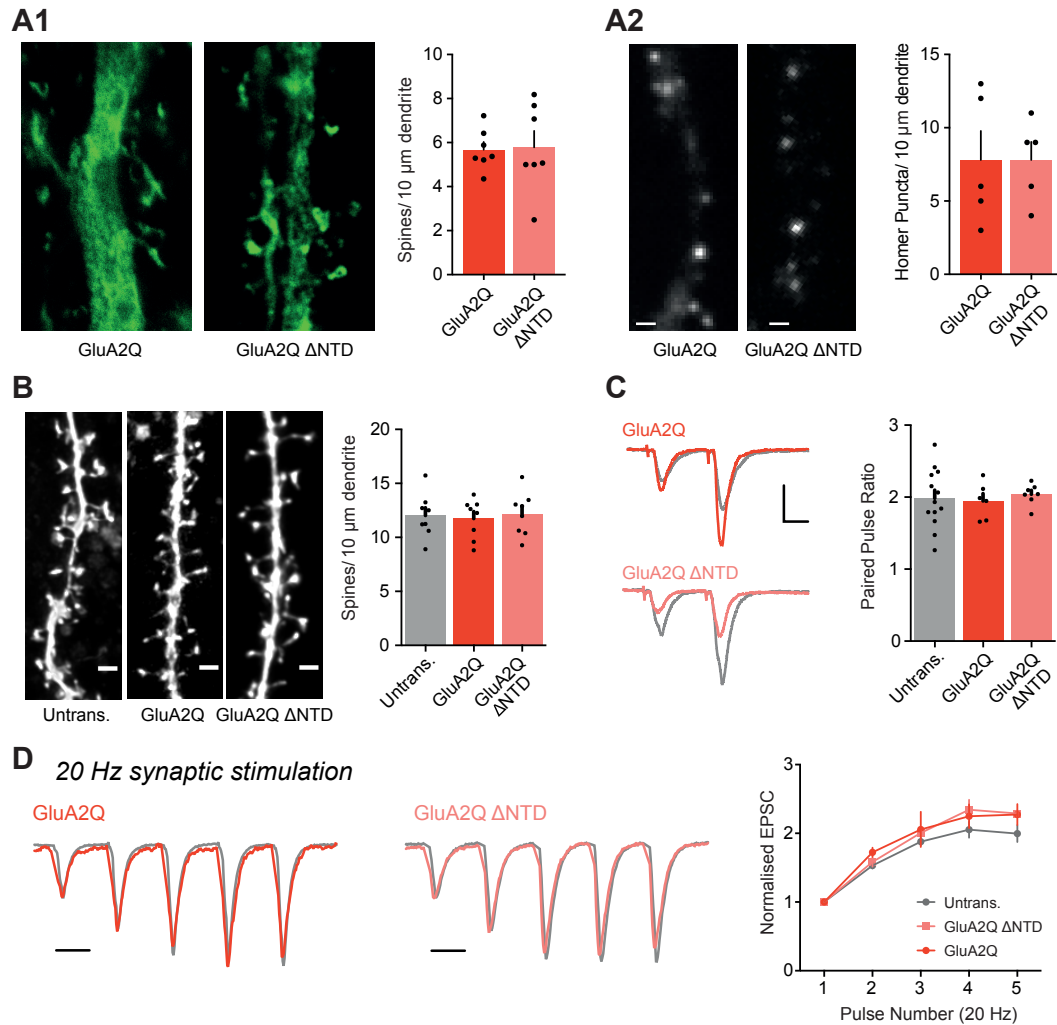 A1
Spines/ 10 µm dendrite
10
8
6
4
2
0
GluA2Q
GluA2Q ΔNTD
GluA2Q
GluA2Q
ΔNTD
A2
Homer Puncta/ 10 µm dendrite
15
10
5
0
GluA2Q
GluA2Q ΔNTD
GluA2Q
GluA2Q
ΔNTD
B
Untrans.
GluA2Q
GluA2Q ΔNTD
Spines/ 10 µm dendrite
20
15
10
5
0
Untrans.
GluA2Q
GluA2Q
ΔNTD
C
GluA2Q
GluA2Q ΔNTD
Paired Pulse Ratio
3
2
1
0
Untrans.
GluA2Q
GluA2Q
ΔNTD
D
20 Hz synaptic stimulation
GluA2Q
GluA2Q ΔNTD
Normalised EPSC
3
2
1
0
Untrans.
GluA2Q ΔNTD
GluA2Q
1 2 3 4 5
Pulse Number (20 Hz)